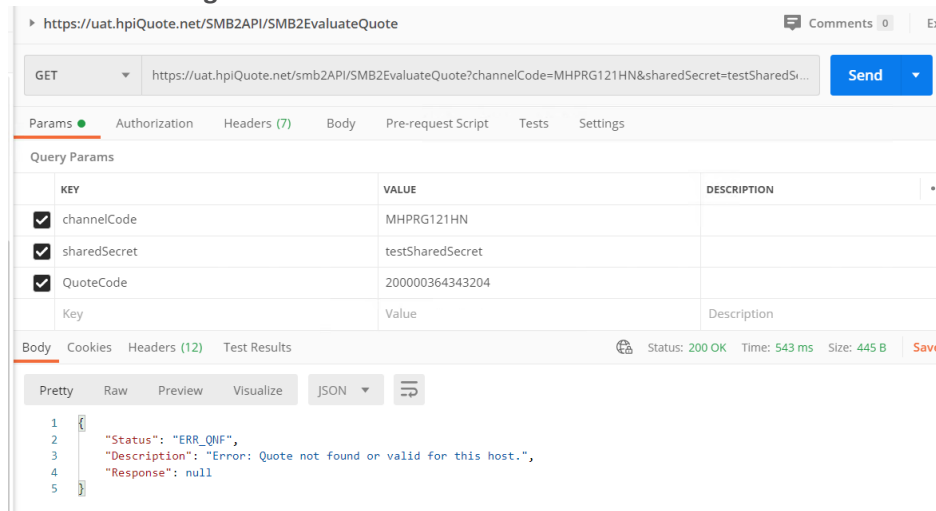 https://uat.hpiQuote.net/SMB2API/SMB2EvaluateQuote Comments 0
GET https://uat.hpiQuote.net/smb2API/SMB2EvaluateQuote?channelCode=MHPRG121HN&sharedSecret=testSharedS... Send
Params Authorization Headers (7) Body Pre-request Script Tests Settings
Query Params
KEY VALUE DESCRIPTION
channelCode MHPRG121HN
sharedSecret testSharedSecret
QuoteCode 200000364343204
Key Value Description
Body Cookies Headers (12) Test Results Status: 200 OK Time: 543 ms Size: 445 B Save
Pretty Raw Preview Visualize JSON
1 {
2 "Status": "ERR_QNF",
3 "Description": "Error: Quote not found or valid for this host.",
4 "Response": null
5 }